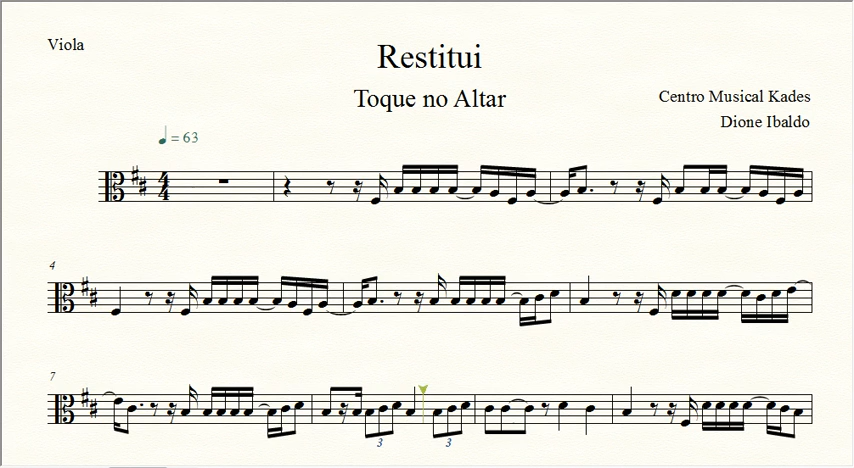 Viola
Restitui
Toque no Altar
Centro Musical Kades
Dione Ibaldo
= 63
4
4
4
7
3
3